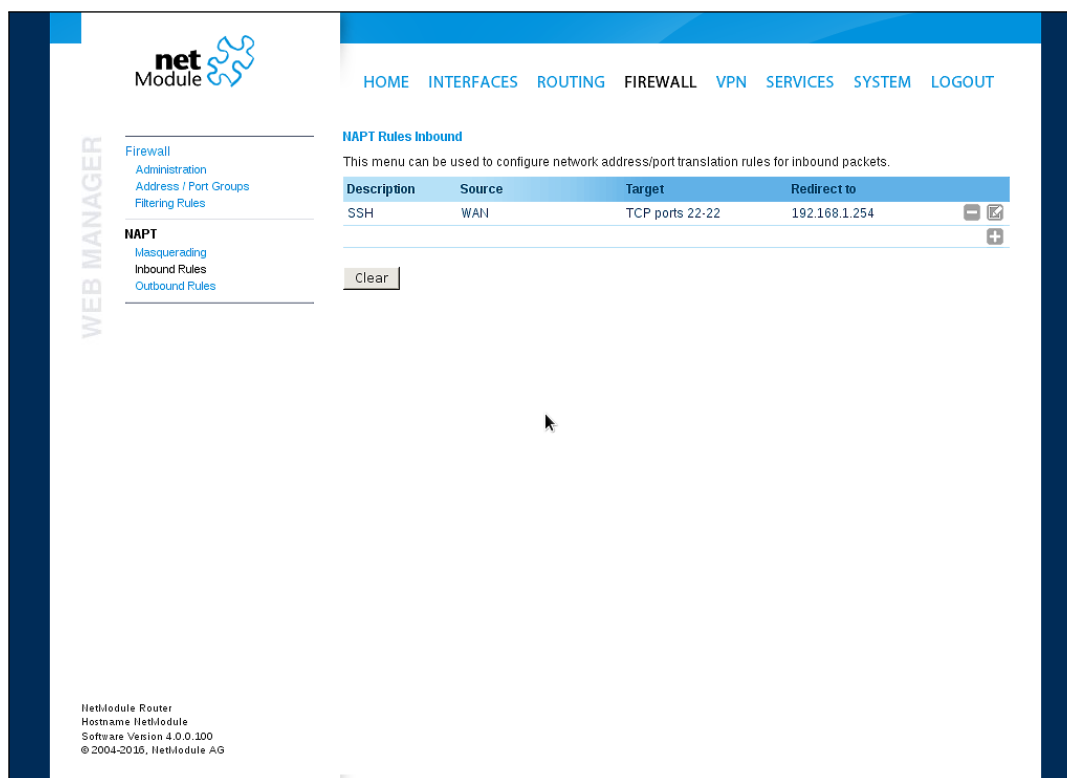 net
Module
HOME INTERFACES ROUTING FIREWALL VPN SERVICES SYSTEM LOGOUT
WEB MANAGER
Firewall
Administration
Address / Port Groups
Filtering Rules
NAPT
Masquerading
Inbound Rules
Outbound Rules
NAPT Rules Inbound
This menu can be used to configure network address/port translation rules for inbound packets.
Description Source Target Redirect to
SSH WAN TCP ports 22-22 192.168.1.254
Clear
NetModule Router
Hostname NetModule
Software Version 4.0.0.100
© 2004-2016, NetModule AG